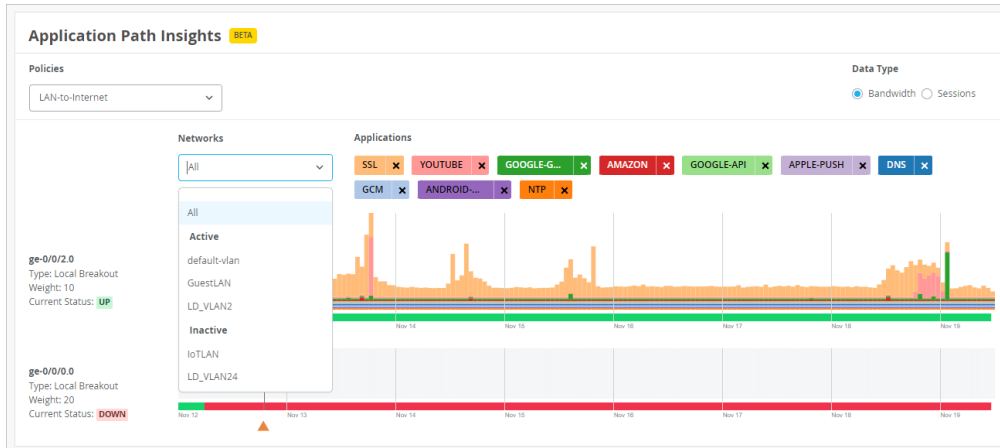 Application Path Insights BETA
Policies
Data Type
LAN-to-Internet
Bandwidth Sessions
Networks
Applications
All
SSL × YOUTUBE × GOOGLE-G... × AMAZON × GOOGLE-API × APPLE-PUSH × DNS ×
GCM × ANDROID-... × NTP ×
All
Active
default-vlan
GuestLAN
LD_VLAN2
Inactive
IoTLAN
LD_VLAN24
ge-0/0/2.0
Type: Local Breakout
Weight: 10
Current Status: UP
Nov 14 Nov 15 Nov 16 Nov 17 Nov 18 Nov 19
ge-0/0/0.0
Type: Local Breakout
Weight: 20
Current Status: DOWN
Nov 12 Nov 13 Nov 14 Nov 15 Nov 16 Nov 17 Nov 18 Nov 19